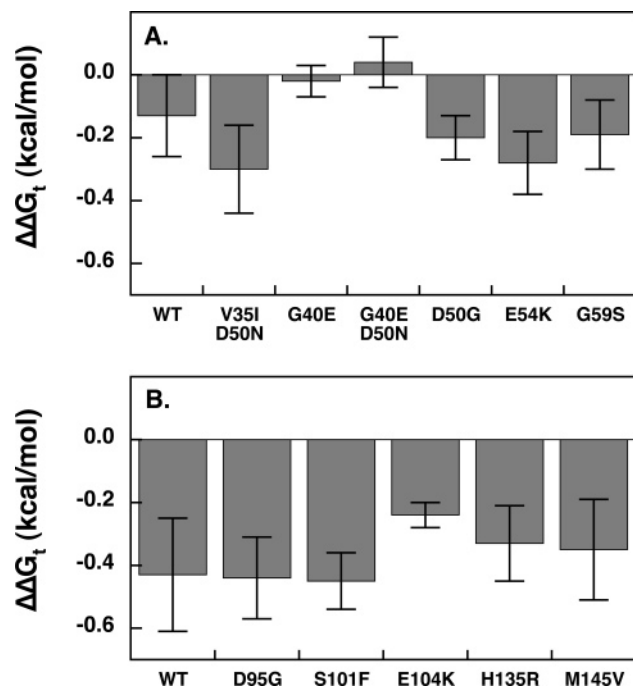 A.
0.0
-0.2
-0.4
-0.6
ΔΔGt (kcal/mol)
WT V35I G40E G40E D50G E54K G59S
D50N D50N
B.
0.0
-0.2
-0.4
-0.6
ΔΔGt (kcal/mol)
WT D95G S101F E104K H135R M145V